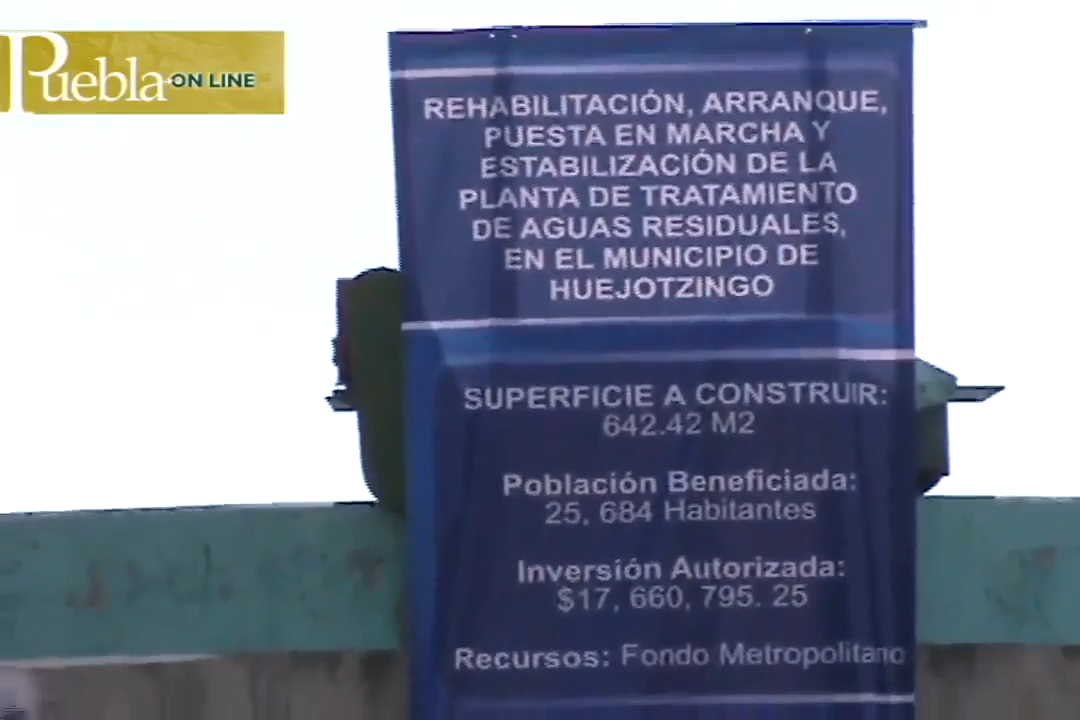 Puebla ON LINE
REHABILITACIÓN, ARRANQUE,
PUESTA EN MARCHA Y
ESTABILIZACIÓN DE LA
PLANTA DE TRATAMIENTO
DE AGUAS RESIDUALES,
EN EL MUNICIPIO DE
HUEJOTZINGO
SUPERFICIE A CONSTRUIR:
642.42 M2
Población Beneficiada:
25, 684 Habitantes
Inversión Autorizada:
$17, 660, 795. 25
Recursos: Fondo Metropolitano